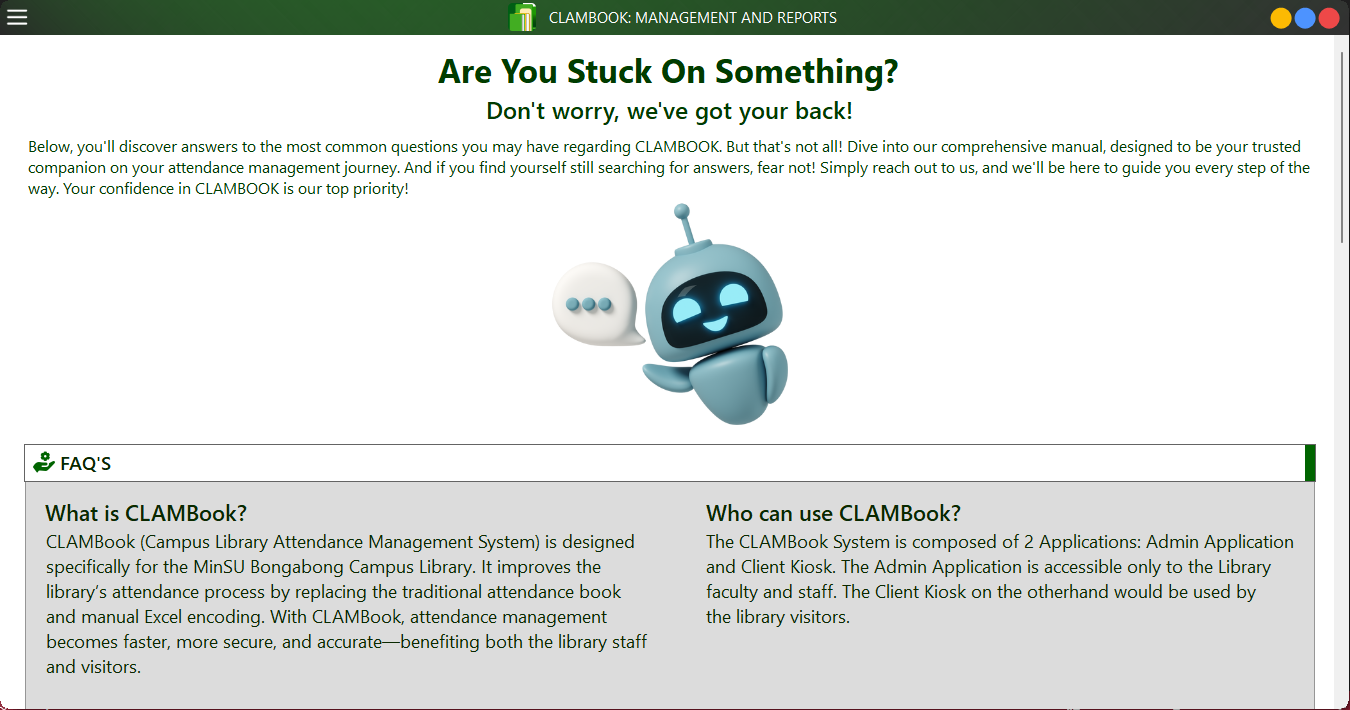 CLAMBOOK: MANAGEMENT AND REPORTS
Are You Stuck On Something?
Don't worry, we've got your back!
Below, you'll discover answers to the most common questions you may have regarding CLAMBOOK. But that's not all! Dive into our comprehensive manual, designed to be your trusted
companion on your attendance management journey. And if you find yourself still searching for answers, fear not! Simply reach out to us, and we'll be here to guide you every step of the
way. Your confidence in CLAMBOOK is our top priority!
FAQ'S
What is CLAMBook?
CLAMBook (Campus Library Attendance Management System) is designed
specifically for the MinSU Bongabong Campus Library. It improves the
library’s attendance process by replacing the traditional attendance book
and manual Excel encoding. With CLAMBook, attendance management
becomes faster, more secure, and accurate—benefiting both the library staff
and visitors.
Who can use CLAMBook?
The CLAMBook System is composed of 2 Applications: Admin Application
and Client Kiosk. The Admin Application is accessible only to the Library
faculty and staff. The Client Kiosk on the otherhand would be used by
the library visitors.